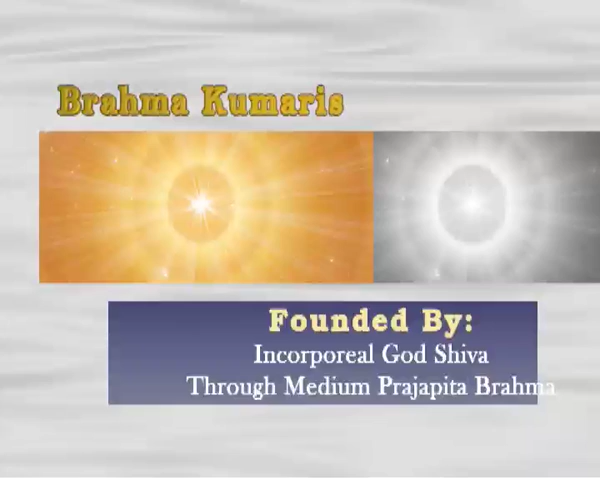 Brahma Kumaris
Founded By:
Incorporeal God Shiva
Through Medium Prajapita Brahma